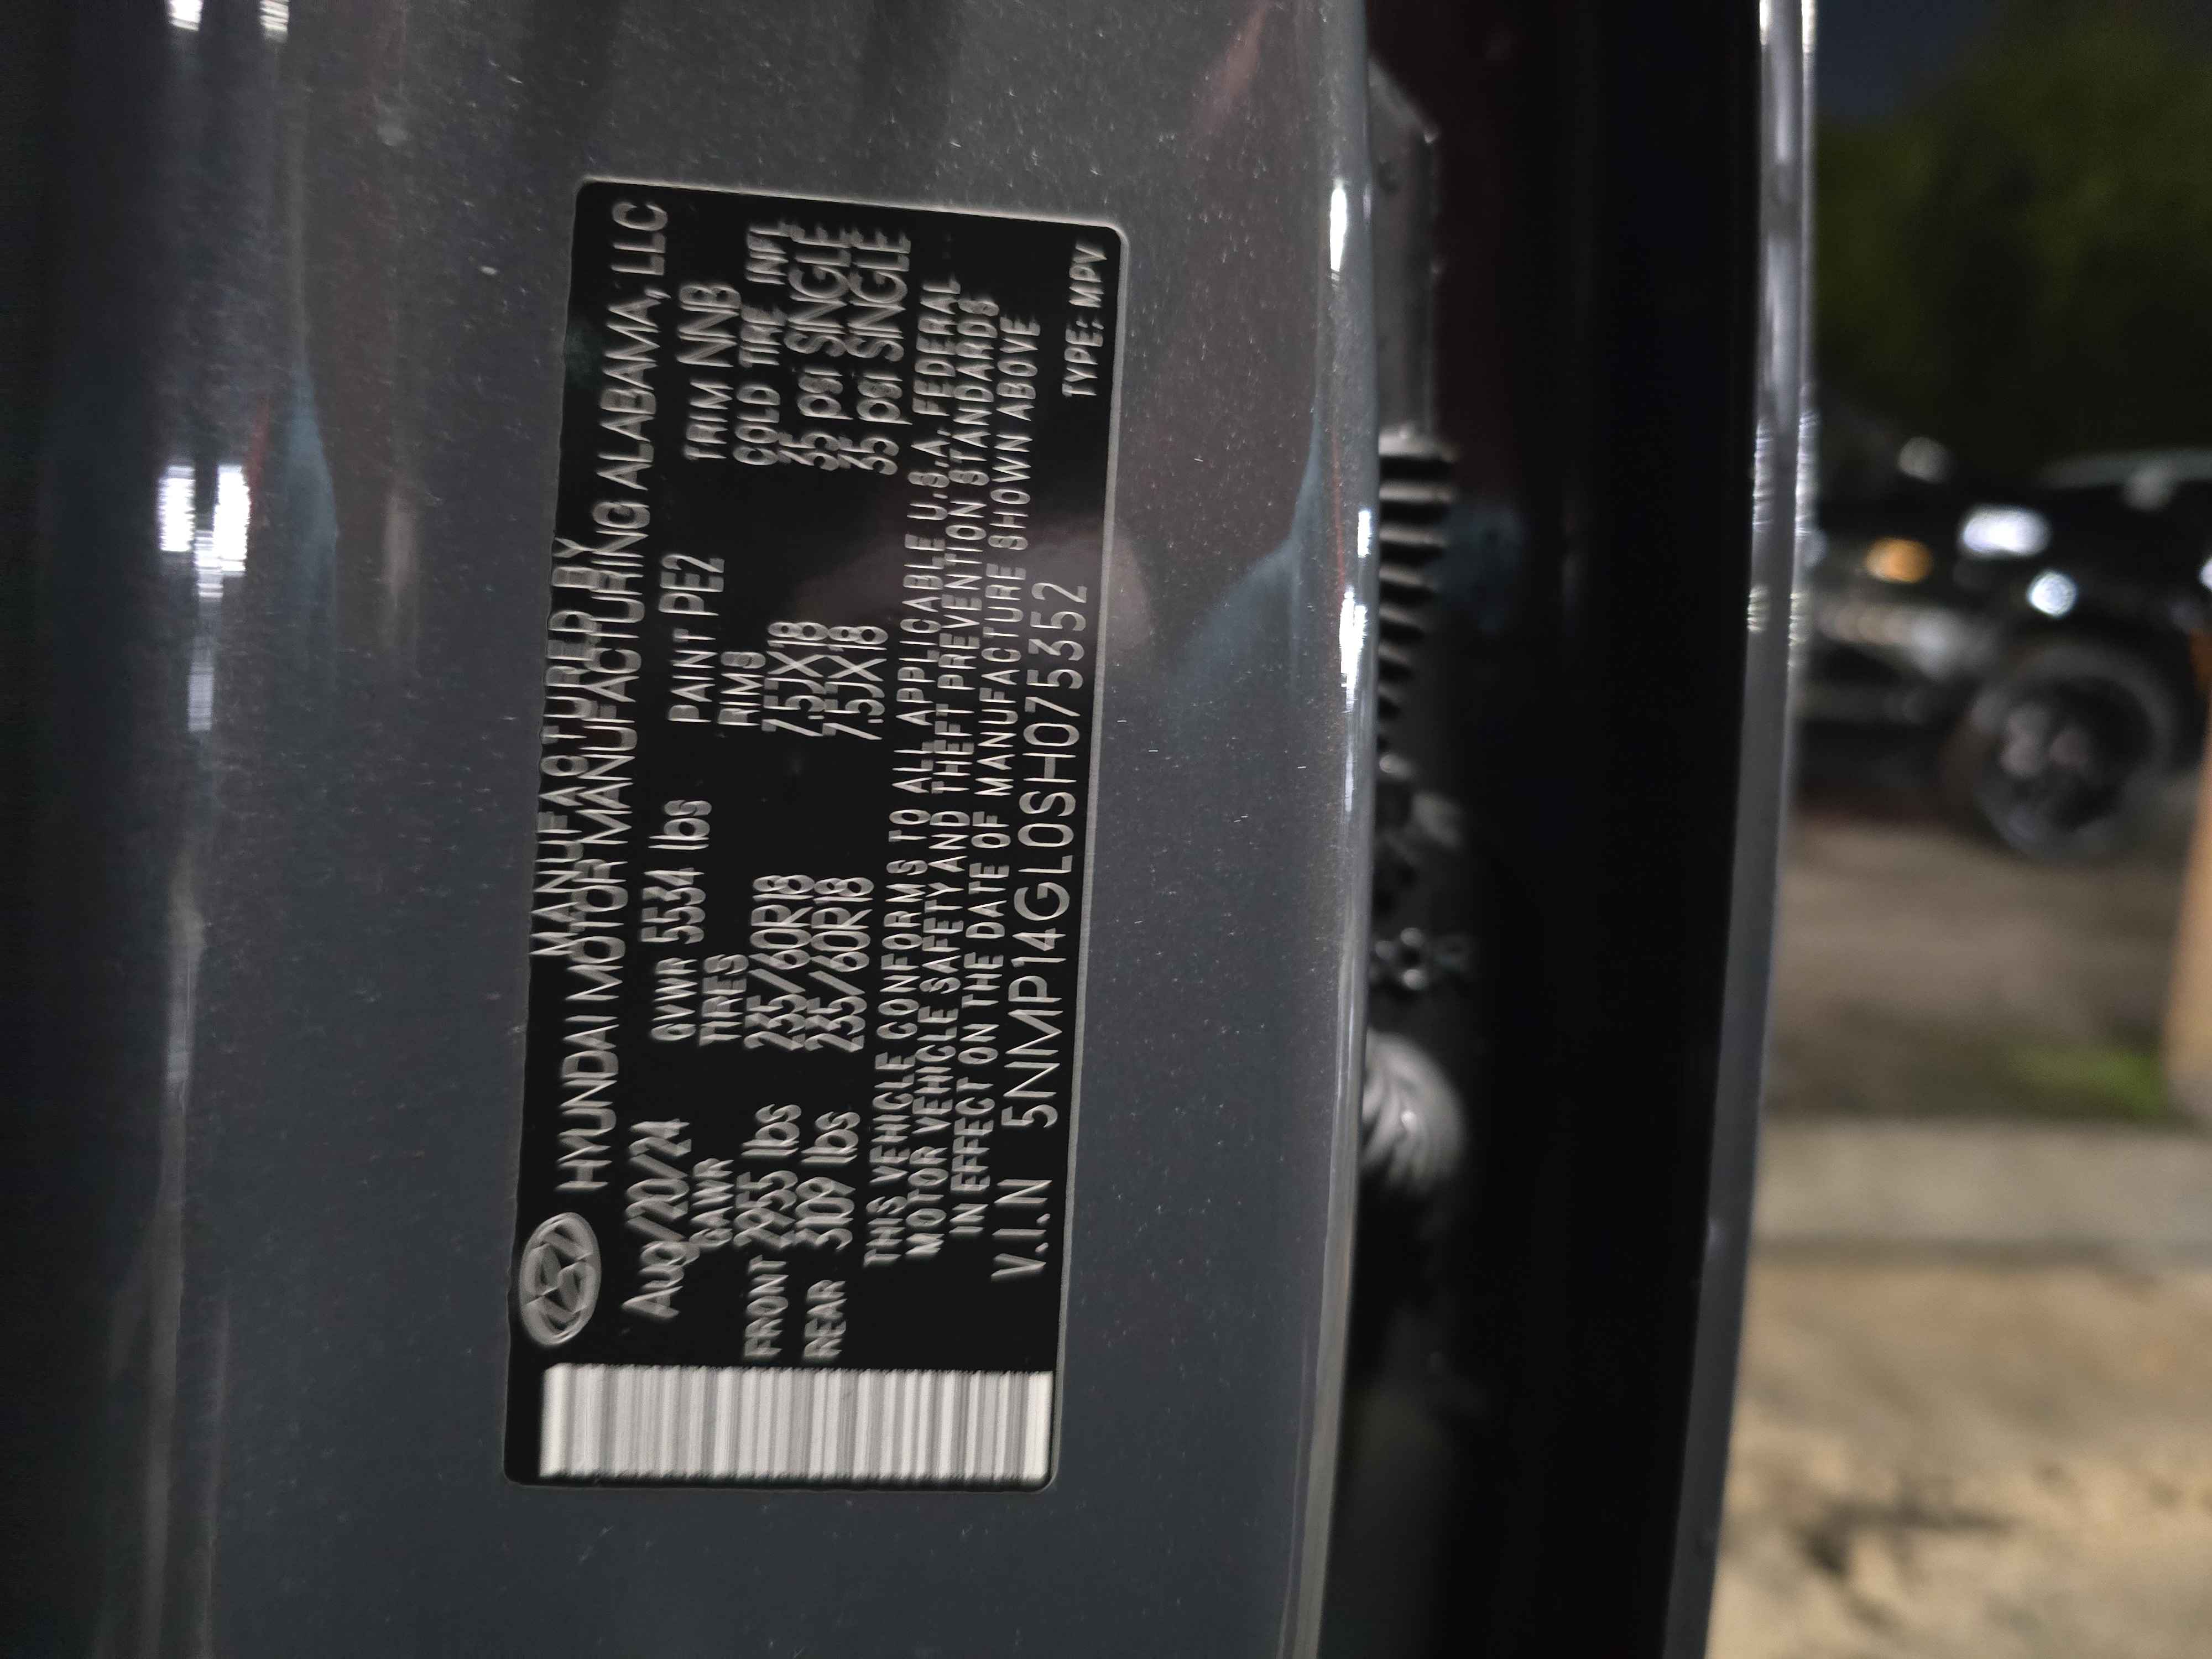 MANUFACTURED BY
HYUNDAI MOTOR MANUFACTURING ALABAMA, LLC
Aug/20/24 GVWR 5534 lbs PAINT PE2 TRIM NNB
GAWR TIRES RIMS COLD TIRE INFL
FRONT 2955 lbs 235/60R18 7.5JX18 35 psi SINGLE
REAR 3109 lbs 235/60R18 7.5JX18 35 psi SINGLE
THIS VEHICLE CONFORMS TO ALL APPLICABLE U.S.A. FEDERAL
MOTOR VEHICLE SAFETY AND THEFT PREVENTION STANDARDS
IN EFFECT ON THE DATE OF MANUFACTURE SHOWN ABOVE
V.I.N 5NMP14GL0SH075352
TYPE: MPV